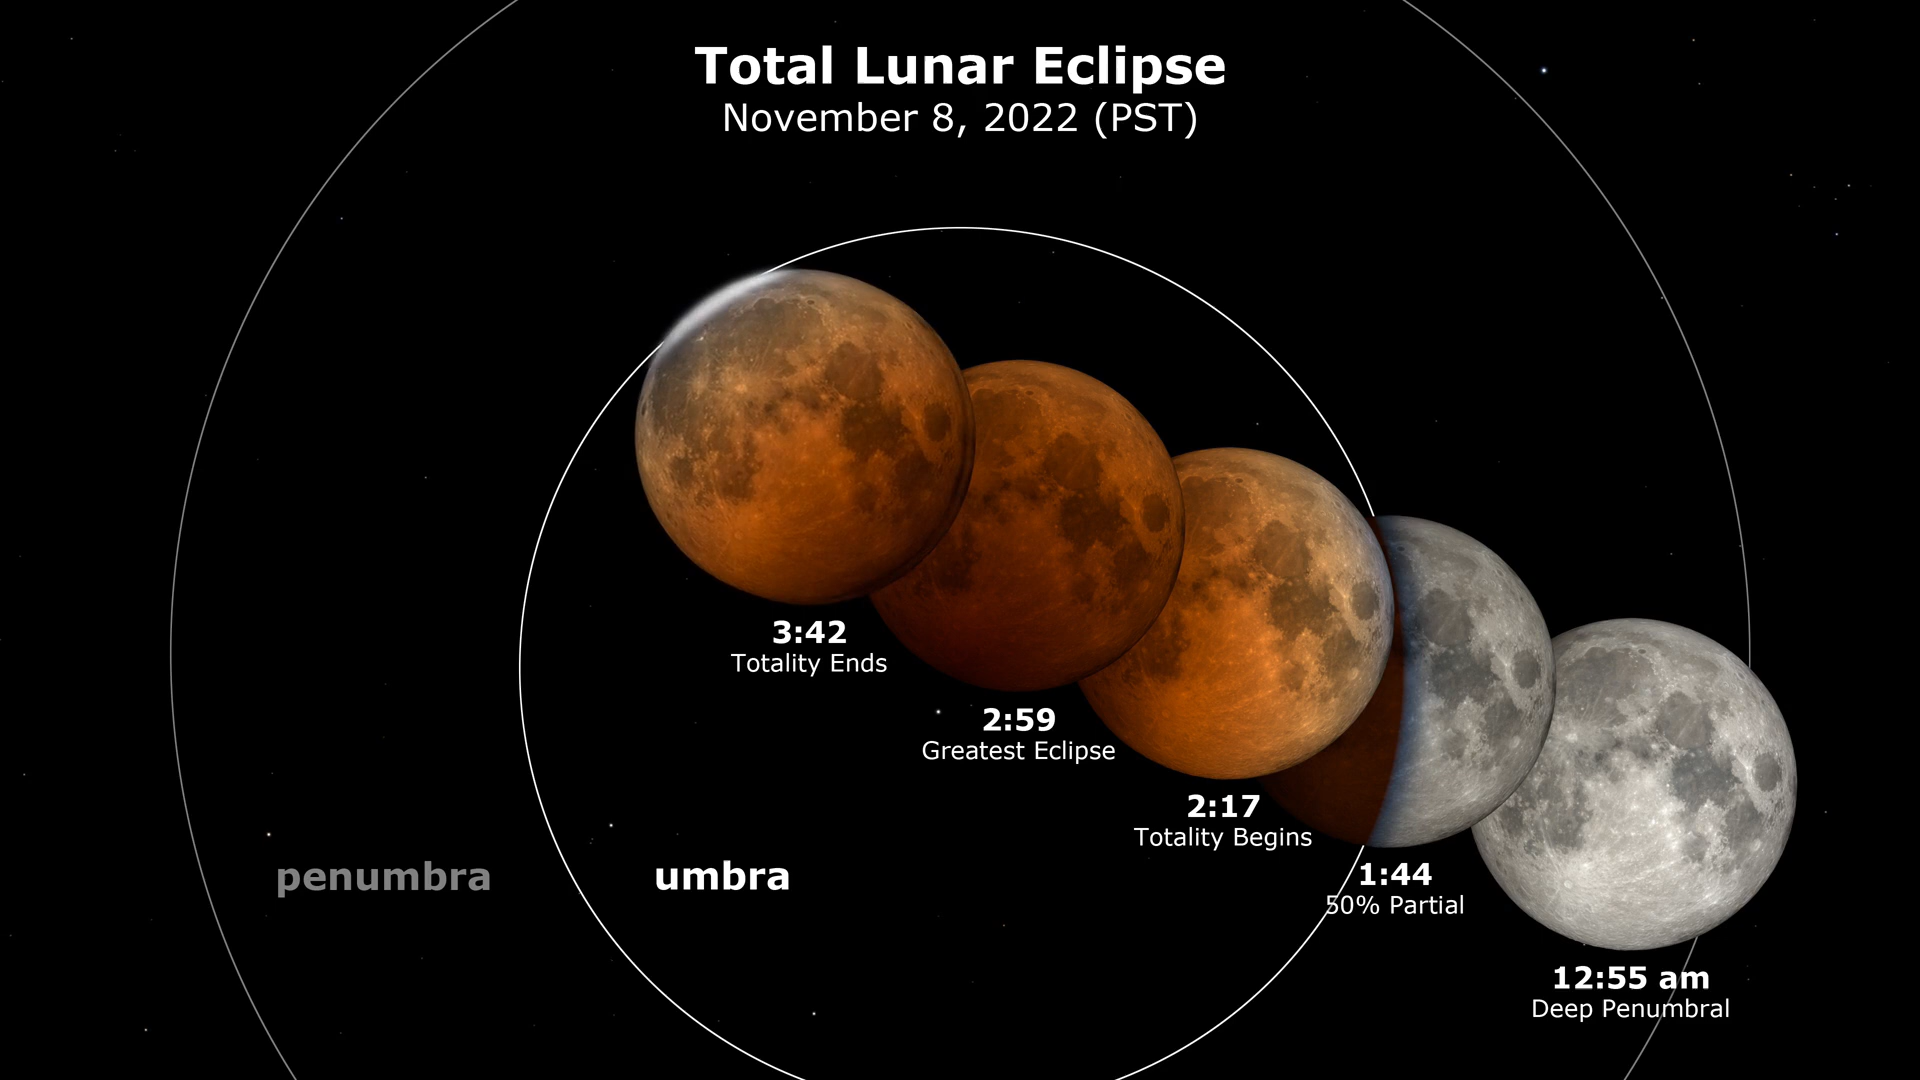 Total Lunar Eclipse
November 8, 2022 (PST)
3:42
Totality Ends
2:59
Greatest Eclipse
2:17
Totality Begins
1:44
50% Partial
12:55 am
Deep Penumbral
penumbra
umbra